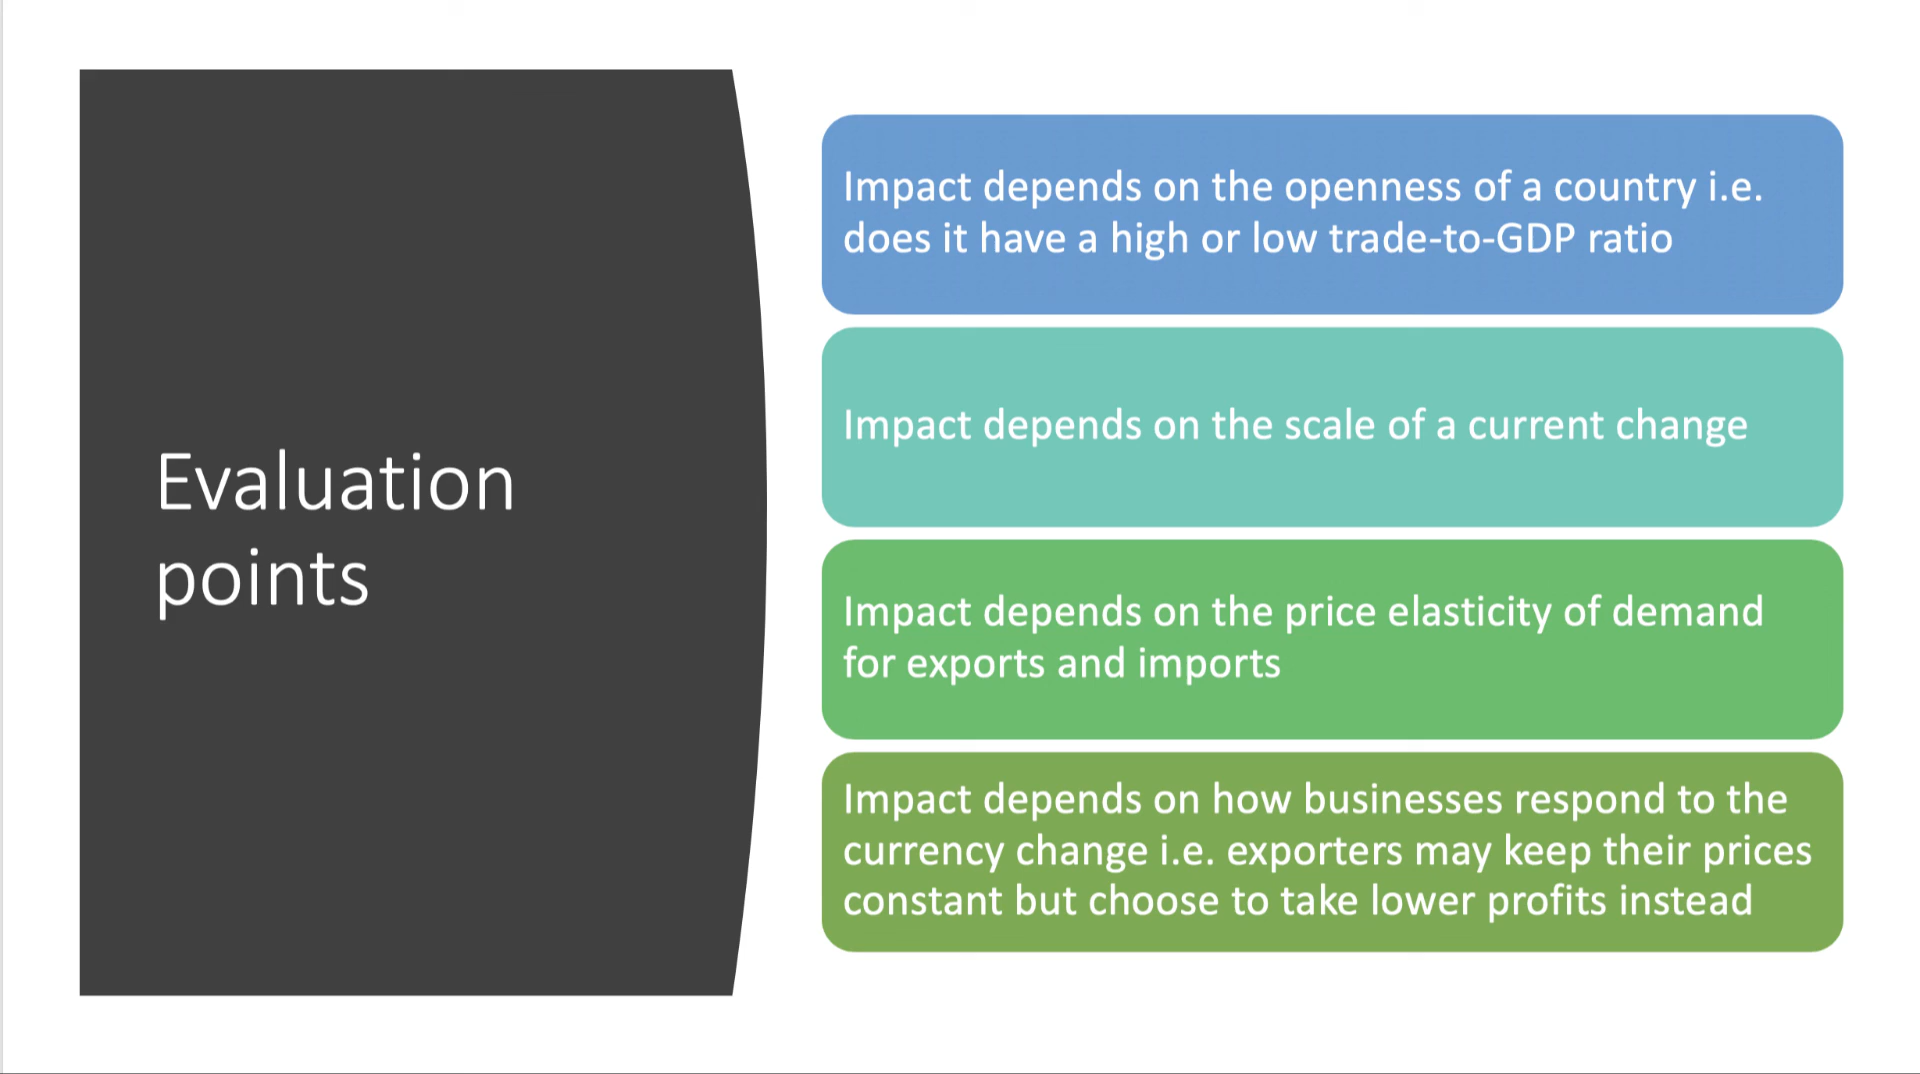 Evaluation
points
Impact depends on the openness of a country i.e.
does it have a high or low trade-to-GDP ratio
Impact depends on the scale of a current change
Impact depends on the price elasticity of demand
for exports and imports
Impact depends on how businesses respond to the
currency change i.e. exporters may keep their prices
constant but choose to take lower profits instead